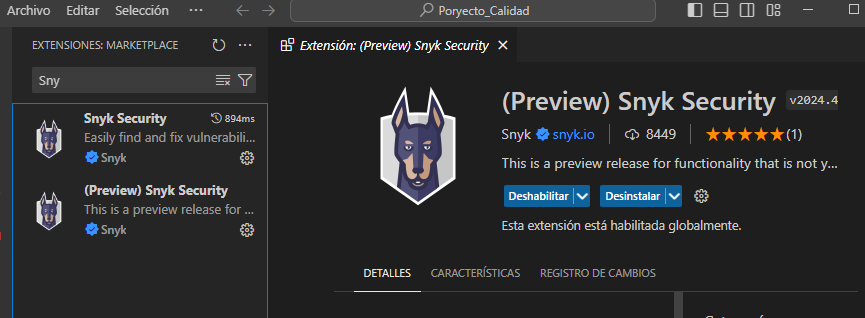 Archivo Editar Selección ··· Poryecto_Calidad
EXTENSIONES: MARKETPLACE
Sny
Snyk Security 894ms
Easily find and fix vulnerabili...
Snyk
(Preview) Snyk Security
This is a preview release for ...
Snyk
Extensión: (Preview) Snyk Security
(Preview) Snyk Security v2024.4
Snyk snyk.io 8449 (1)
This is a preview release for functionality that is not y...
Deshabilitar Desinstalar
Esta extensión está habilitada globalmente.
DETALLES CARACTERÍSTICAS REGISTRO DE CAMBIOS